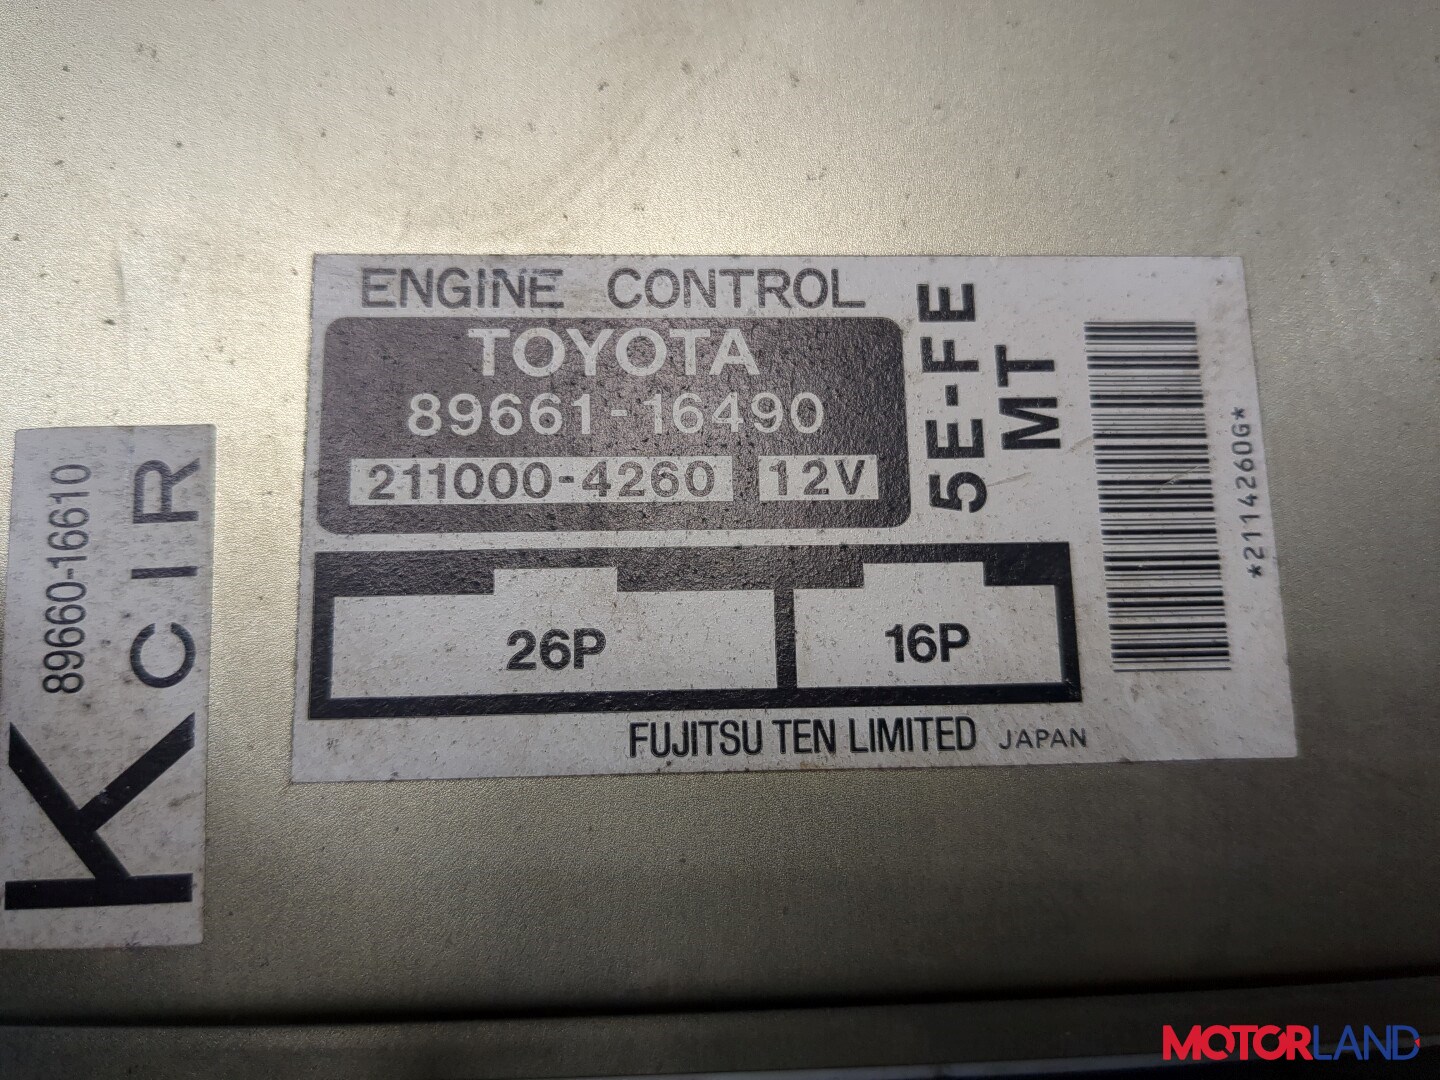 ENGINE CONTROL
TOYOTA
89661-16490
211000-4260 12V
5E-FE
MT
26P
16P
FUJITSU TEN LIMITED JAPAN
*2114260G*
89660-16610
K C I R
MOTORLAND